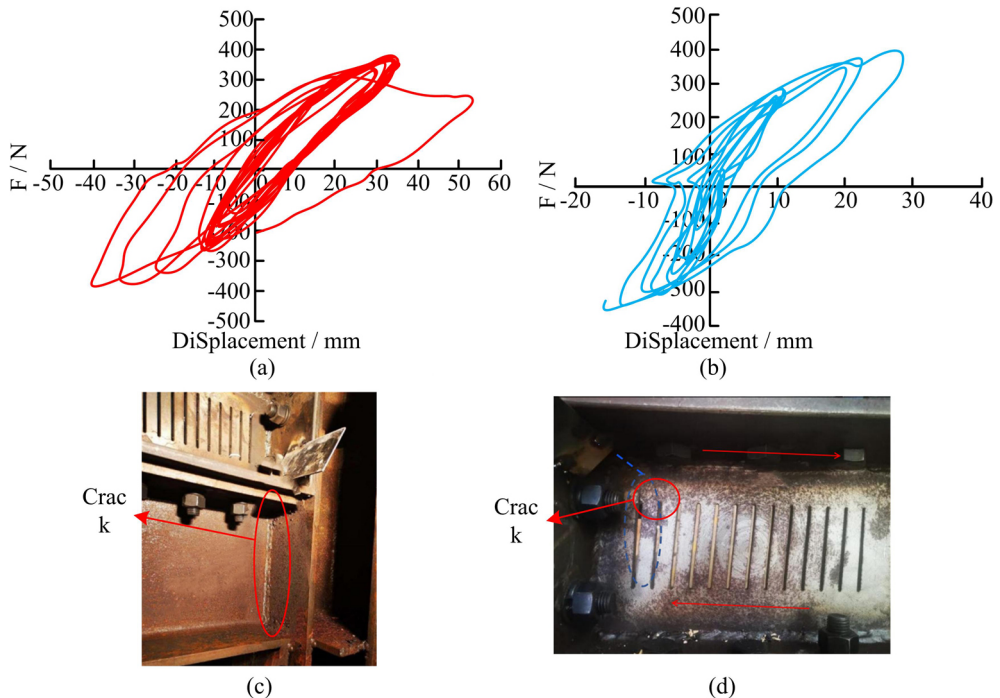 500
400
300
200
100
F / N
-50 -40 -30 -20 -10 0 10 20 30 40 50 60
-100
-200
-300
-400
-500
DiSplacement / mm
(a)
500
400
300
200
100
F / N
-20 -10 0 10 20 30 40
-100
-200
-300
-400
DiSplacement / mm
(b)
Crac
k
(c)
Crac
k
(d)